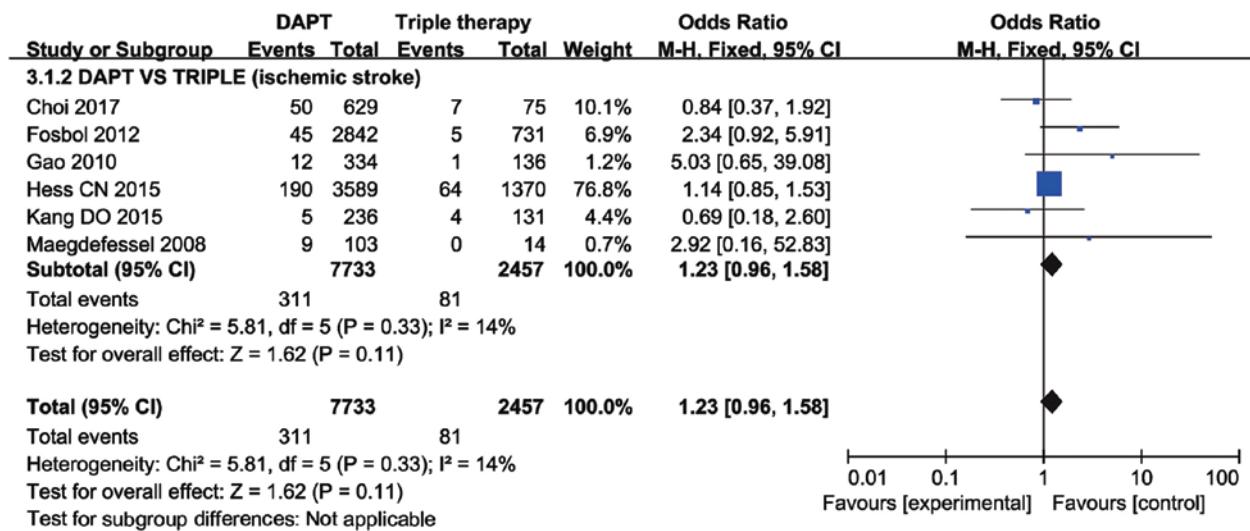 DAPT Triple therapy Odds Ratio Odds Ratio
Study or Subgroup Events Total Events Total Weight M-H, Fixed, 95% CI M-H, Fixed, 95% CI
3.1.2 DAPT VS TRIPLE (ischemic stroke)
Choi 2017 50 629 7 75 10.1% 0.84 [0.37, 1.92]
Fosbol 2012 45 2842 5 731 6.9% 2.34 [0.92, 5.91]
Gao 2010 12 334 1 136 1.2% 5.03 [0.65, 39.08]
Hess CN 2015 190 3589 64 1370 76.8% 1.14 [0.85, 1.53]
Kang DO 2015 5 236 4 131 4.4% 0.69 [0.18, 2.60]
Maegdefessel 2008 9 103 0 14 0.7% 2.92 [0.16, 52.83]
Subtotal (95% CI) 7733 2457 100.0% 1.23 [0.96, 1.58]
Total events 311 81
Heterogeneity: Chi² = 5.81, df = 5 (P = 0.33); I² = 14%
Test for overall effect: Z = 1.62 (P = 0.11)
Total (95% CI) 7733 2457 100.0% 1.23 [0.96, 1.58]
Total events 311 81
Heterogeneity: Chi² = 5.81, df = 5 (P = 0.33); I² = 14%
Test for overall effect: Z = 1.62 (P = 0.11)
Test for subgroup differences: Not applicable
0.01 0.1 1 10 100
Favours [experimental] Favours [control]